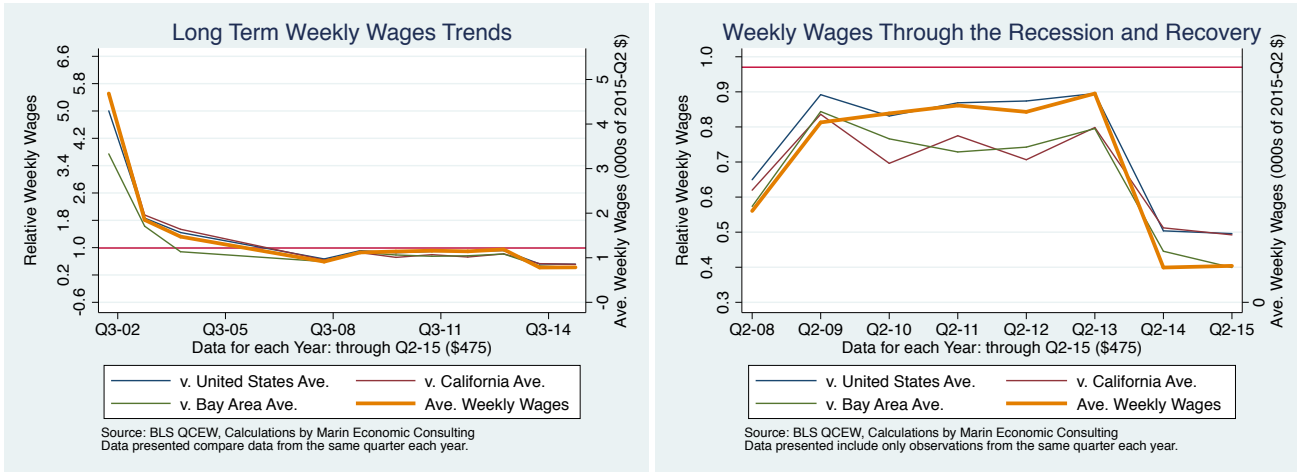 Long Term Weekly Wages Trends
Relative Weekly Wages
6.6
5.8
5.0
4.2
3.4
2.6
1.8
1.0
0.2
-0.6
5
4
3
2
1
-0
Ave. Weekly Wages (000s of 2015-Q2 $)
Q3-02 Q3-05 Q3-08 Q3-11 Q3-14
Data for each Year: through Q2-15 ($475)
v. United States Ave. v. California Ave.
v. Bay Area Ave. Ave. Weekly Wages
Source: BLS QCEW, Calculations by Marin Economic Consulting
Data presented compare data from the same quarter each year.
Weekly Wages Through the Recession and Recovery
Relative Weekly Wages
1.0
0.9
0.8
0.7
0.6
0.5
0.4
0.3
0
Ave. Weekly Wages (000s of 2015-Q2 $)
Q2-08 Q2-09 Q2-10 Q2-11 Q2-12 Q2-13 Q2-14 Q2-15
Data for each Year: through Q2-15 ($475)
v. United States Ave. v. California Ave.
v. Bay Area Ave. Ave. Weekly Wages
Source: BLS QCEW, Calculations by Marin Economic Consulting
Data presented include only observations from the same quarter each year.